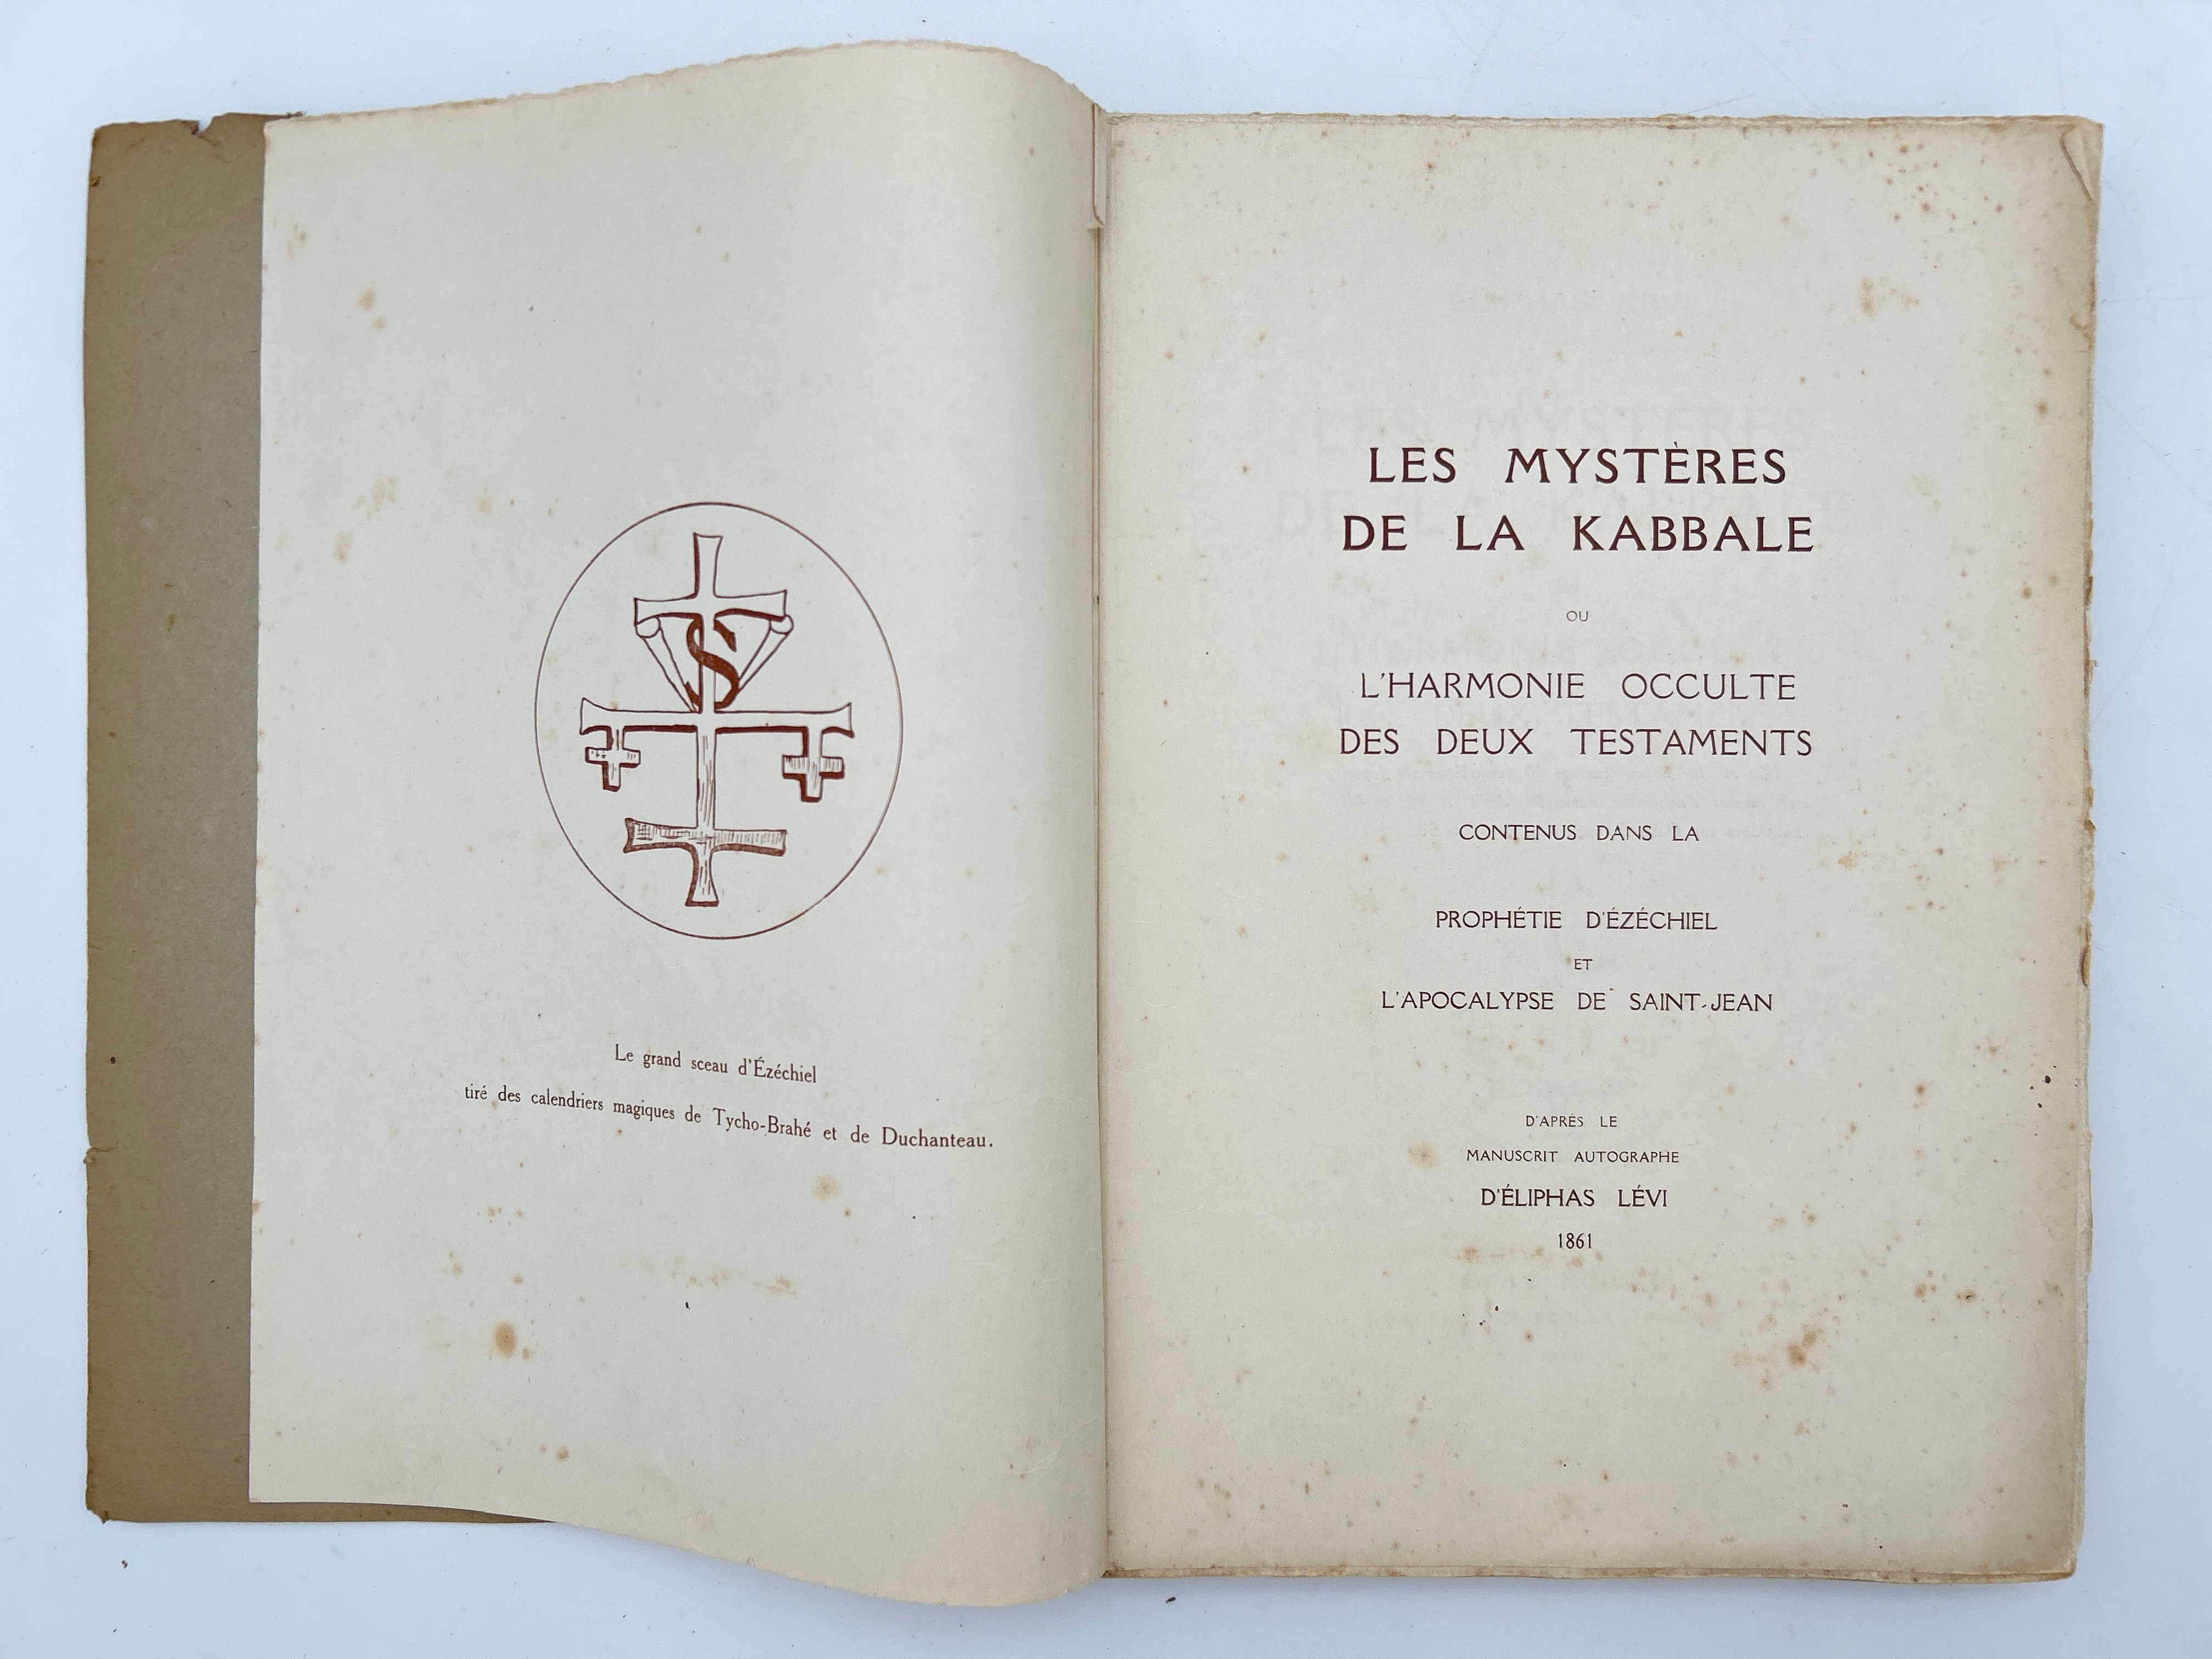 Le grand sceau d'Ézéchiel
tiré des calendriers magiques de Tycho-Brahé et de Duchanteau.
LES MYSTÈRES
DE LA KABBALE
OU
L'HARMONIE OCCULTE
DES DEUX TESTAMENTS
CONTENUS DANS LA
PROPHÉTIE D'ÉZÉCHIEL
ET
L'APOCALYPSE DE SAINT-JEAN
D'APRÈS LE
MANUSCRIT AUTOGRAPHE
D'ÉLIPHAS LÉVI
1861